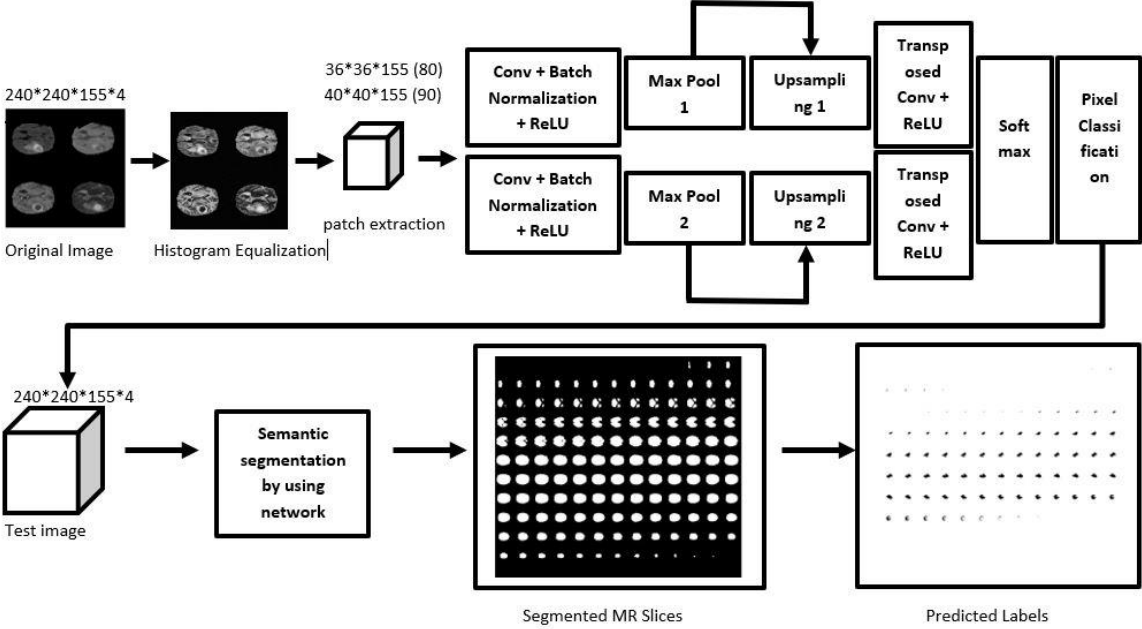 240*240*155*4
Original Image
Histogram Equalization
36*36*155 (80)
40*40*155 (90)
patch extraction
Conv + Batch
Normalization
+ ReLU
Conv + Batch
Normalization
+ ReLU
Max Pool
1
Max Pool
2
Upsampli
ng 1
Upsampli
ng 2
Transp
osed
Conv +
ReLU
Transp
osed
Conv +
ReLU
Soft
max
Pixel
Classi
ficati
on
240*240*155*4
Test image
Semantic
segmentation
by using
network
Segmented MR Slices
Predicted Labels